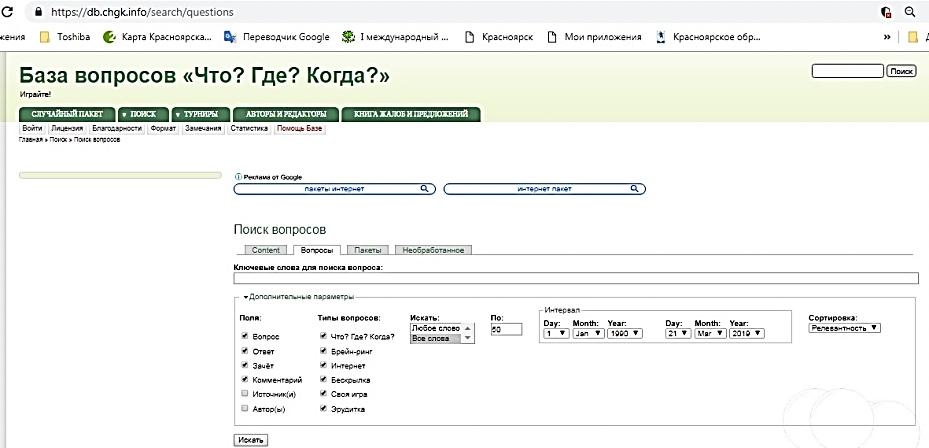 https://db.chgk.info/search/questions
жения Toshiba Карта Красноярска... Переводчик Google I международный ... Красноярск Мои приложения Красноярское обр... »
База вопросов «Что? Где? Когда?»
Играйте!
Поиск
СЛУЧАЙНЫЙ ПАКЕТ ▼ ПОИСК ▼ ТУРНИРЫ АВТОРЫ И РЕДАКТОРЫ КНИГА ЖАЛОБ И ПРЕДЛОЖЕНИЙ
Войти Лицензия Благодарности Формат Замечания Статистика Помощь Базе
Главная » Поиск » Поиск вопросов
Реклама от Google
пакеты интернет интернет пакет
Поиск вопросов
Content Вопросы Пакеты Необработанное
Ключевые слова для поиска вопроса:
Дополнительные параметры
Поля: Типы вопросов: Искать: По: Интервал Сортировка:
Day: Month: Year: Day: Month: Year:
Любое слово
Все слова
50
1 Jan 1990 21 Mar 2019
Релевантность
Вопрос Что? Где? Когда?
Ответ Брейн-ринг
Зачёт Интернет
Комментарий Бескрылка
Источник(и) Своя игра
Автор(ы) Эрудитка
Искать